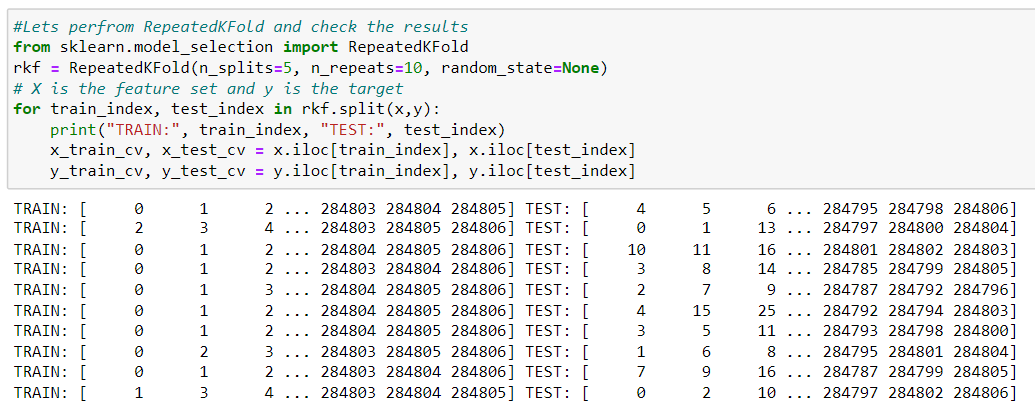 #Lets perfrom RepeatedKFold and check the results
from sklearn.model_selection import RepeatedKFold
rkf = RepeatedKFold(n_splits=5, n_repeats=10, random_state=None)
# X is the feature set and y is the target
for train_index, test_index in rkf.split(x,y):
    print("TRAIN:", train_index, "TEST:", test_index)
    x_train_cv, x_test_cv = x.iloc[train_index], x.iloc[test_index]
    y_train_cv, y_test_cv = y.iloc[train_index], y.iloc[test_index]
TRAIN: [     0      1      2 ... 284803 284804 284805] TEST: [     4      5      6 ... 284795 284798 284806]
TRAIN: [     2      3      4 ... 284803 284805 284806] TEST: [     0      1     13 ... 284797 284800 284804]
TRAIN: [     0      1      2 ... 284804 284805 284806] TEST: [    10     11     16 ... 284801 284802 284803]
TRAIN: [     0      1      2 ... 284803 284804 284806] TEST: [     3      8     14 ... 284785 284799 284805]
TRAIN: [     0      1      3 ... 284804 284805 284806] TEST: [     2      7      9 ... 284787 284792 284796]
TRAIN: [     0      1      2 ... 284804 284805 284806] TEST: [     4     15     25 ... 284792 284794 284803]
TRAIN: [     0      1      2 ... 284804 284805 284806] TEST: [     3      5     11 ... 284793 284798 284800]
TRAIN: [     0      2      3 ... 284803 284805 284806] TEST: [     1      6      8 ... 284795 284801 284804]
TRAIN: [     0      1      2 ... 284803 284804 284806] TEST: [     7      9     16 ... 284787 284799 284805]
TRAIN: [     1      3      4 ... 284803 284804 284805] TEST: [     0      2     10 ... 284797 284802 284806]